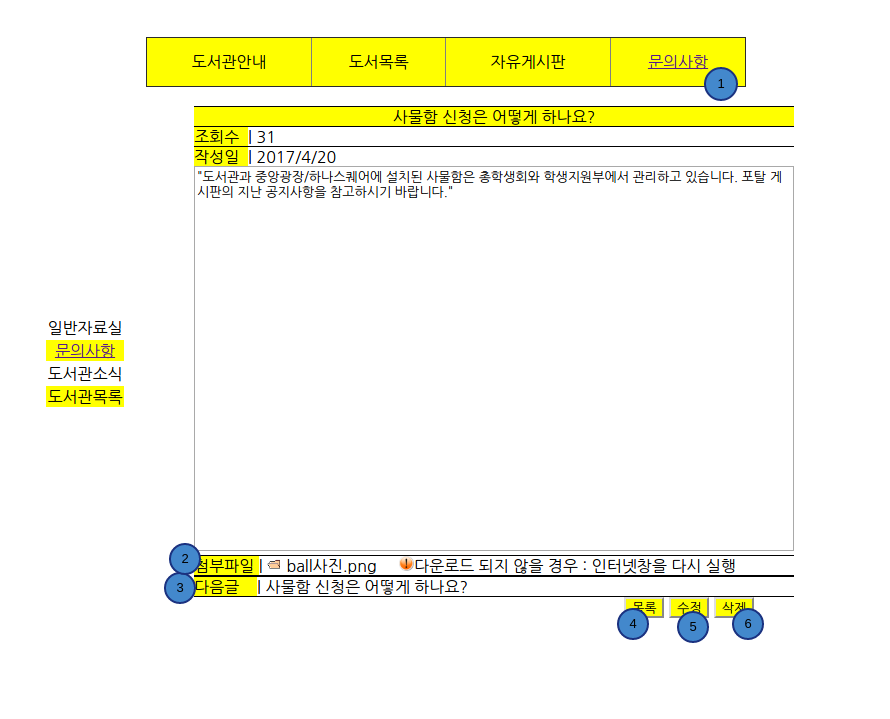 도서관안내 도서목록 자유게시판 문의사항
1
사물함 신청은 어떻게 하나요?
조회수 | 31
작성일 | 2017/4/20
"도서관과 중앙광장/하나스퀘어에 설치된 사물함은 총학생회와 학생지원부에서 관리하고 있습니다. 포탈 게
시판의 지난 공지사항을 참고하시기 바랍니다."
일반자료실
문의사항
도서관소식
도서관목록
2 첨부파일 | ball사진.png 다운로드 되지 않을 경우 : 인터넷창을 다시 실행
3 다음글 | 사물함 신청은 어떻게 하나요?
목록 수정 삭제
4 5 6